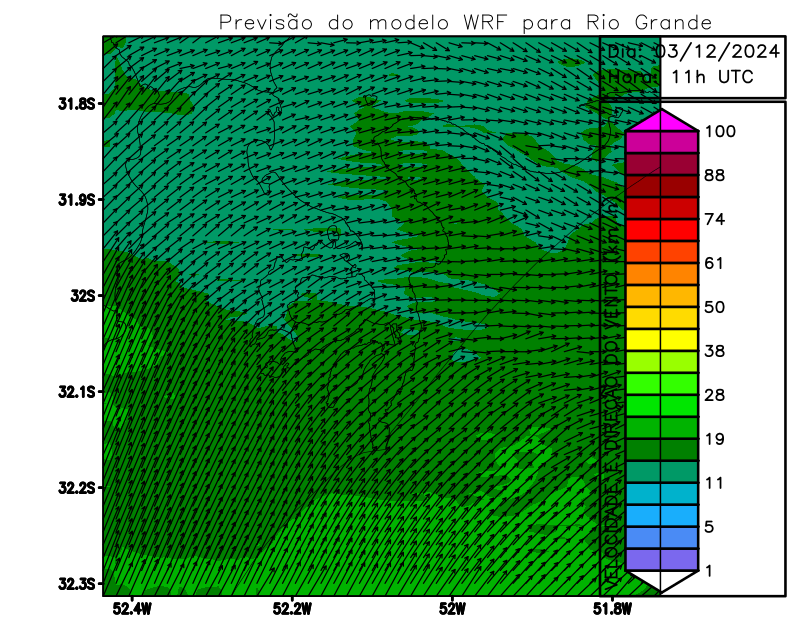 Previsão do modelo WRF para Rio Grande
Dia: 03/12/2024
Hora: 11h UTC
31.8S
31.9S
32S
32.1S
32.2S
32.3S
52.4W
52.2W
52W
51.8W
VELOCIDADE E DIREÇÃO DO VENTO (km/h)
100
88
74
61
50
38
28
19
11
5
1